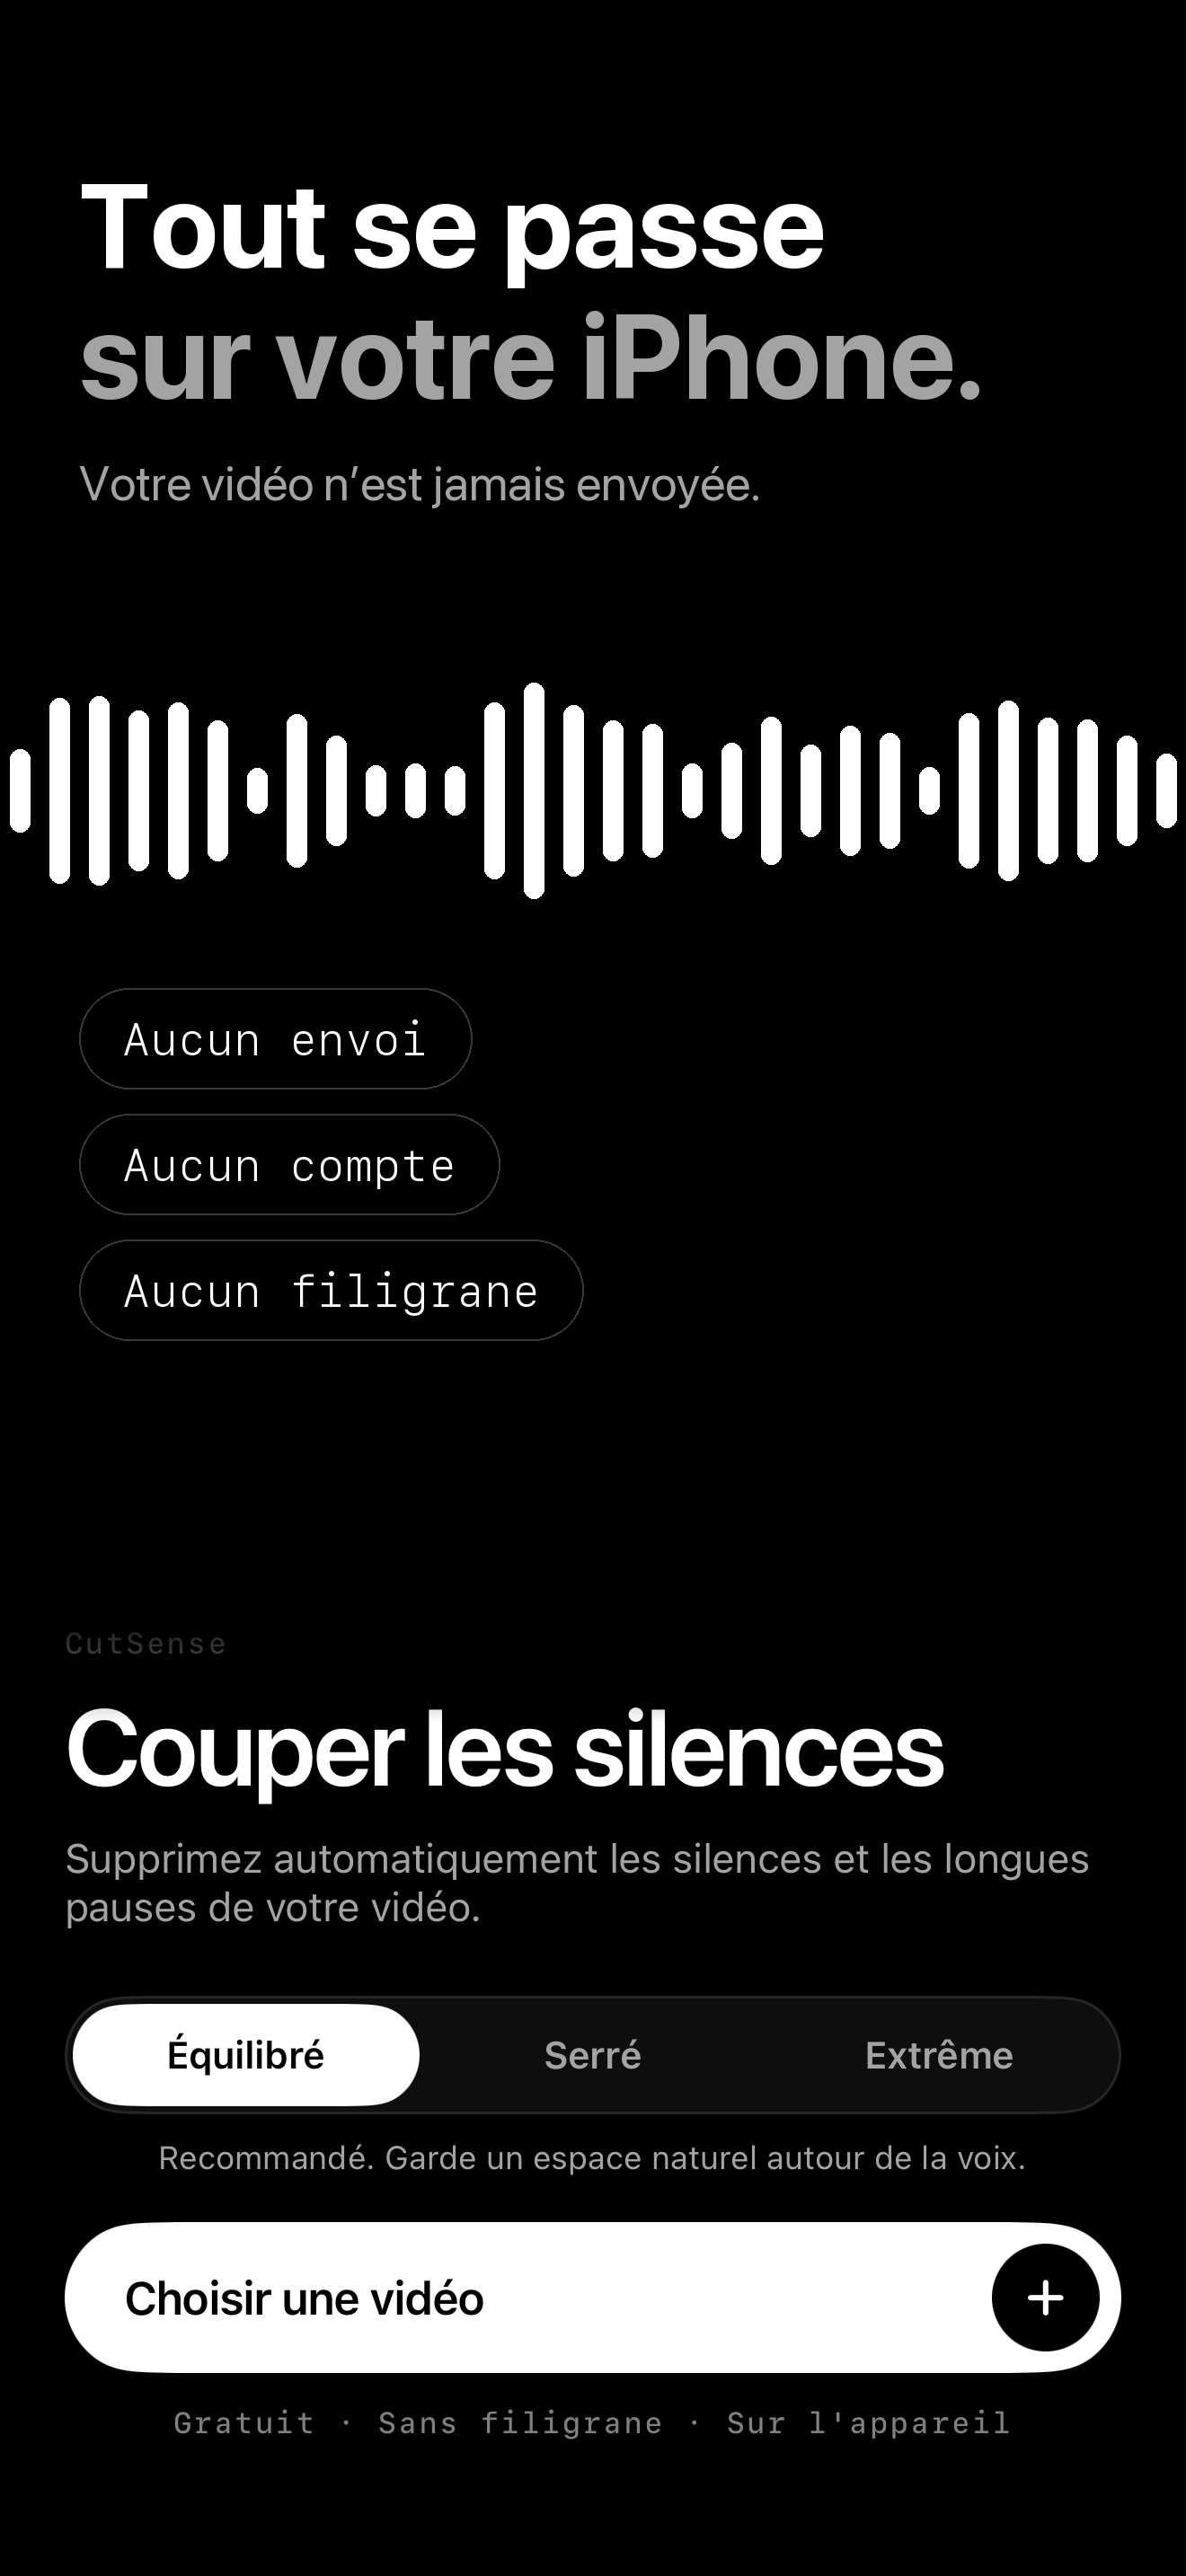 Tout se passe
sur votre iPhone.
Votre vidéo n’est jamais envoyée.
Aucun envoi
Aucun compte
Aucun filigrane
CutSense
Couper les silences
Supprimez automatiquement les silences et les longues
pauses de votre vidéo.
Équilibré Serré Extrême
Recommandé. Garde un espace naturel autour de la voix.
Choisir une vidéo
Gratuit · Sans filigrane · Sur l'appareil